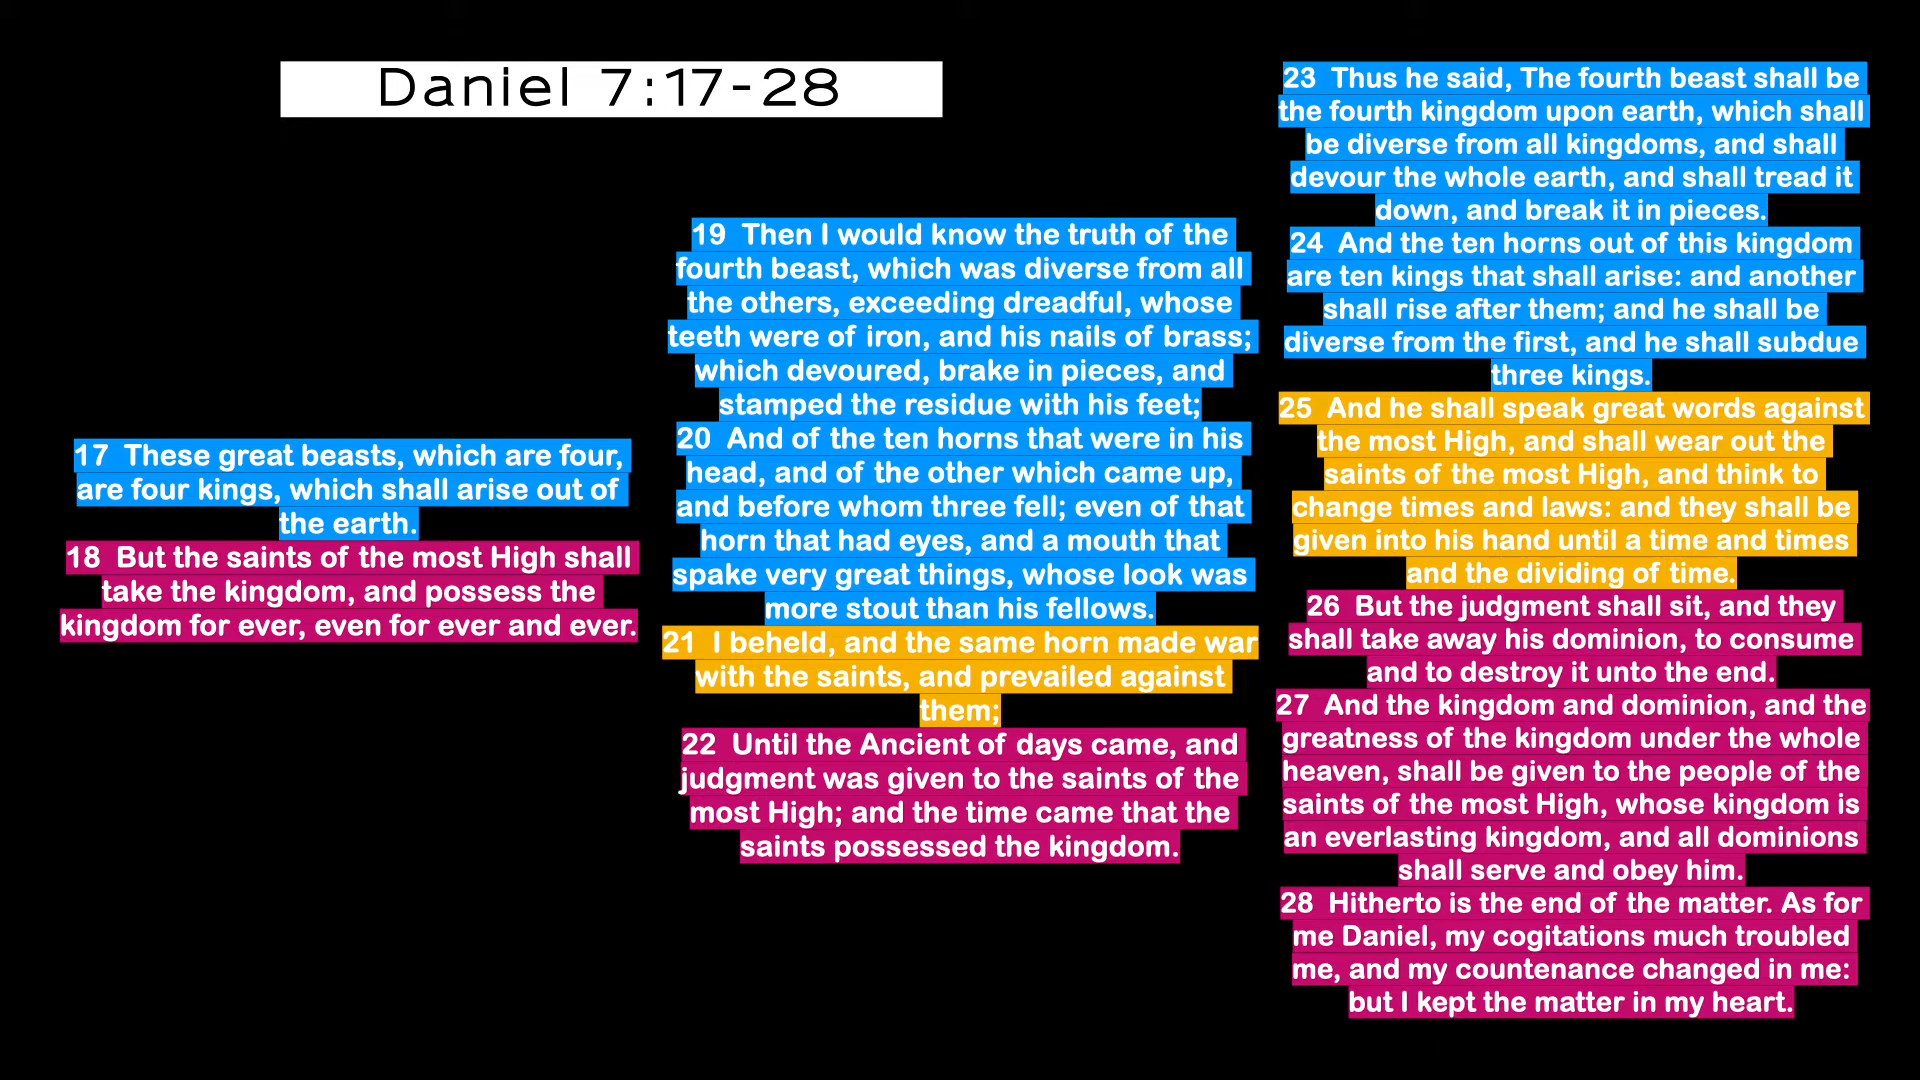 Daniel 7:17-28
17 These great beasts, which are four,
are four kings, which shall arise out of
the earth.
18 But the saints of the most High shall
take the kingdom, and possess the
kingdom for ever, even for ever and ever.
19 Then I would know the truth of the
fourth beast, which was diverse from all
the others, exceeding dreadful, whose
teeth were of iron, and his nails of brass;
which devoured, brake in pieces, and
stamped the residue with his feet;
20 And of the ten horns that were in his
head, and of the other which came up,
and before whom three fell; even of that
horn that had eyes, and a mouth that
spake very great things, whose look was
more stout than his fellows.
21 I beheld, and the same horn made war
with the saints, and prevailed against
them;
22 Until the Ancient of days came, and
judgment was given to the saints of the
most High; and the time came that the
saints possessed the kingdom.
23 Thus he said, The fourth beast shall be
the fourth kingdom upon earth, which shall
be diverse from all kingdoms, and shall
devour the whole earth, and shall tread it
down, and break it in pieces.
24 And the ten horns out of this kingdom
are ten kings that shall arise: and another
shall rise after them; and he shall be
diverse from the first, and he shall subdue
three kings.
25 And he shall speak great words against
the most High, and shall wear out the
saints of the most High, and think to
change times and laws: and they shall be
given into his hand until a time and times
and the dividing of time.
26 But the judgment shall sit, and they
shall take away his dominion, to consume
and to destroy it unto the end.
27 And the kingdom and dominion, and the
greatness of the kingdom under the whole
heaven, shall be given to the people of the
saints of the most High, whose kingdom is
an everlasting kingdom, and all dominions
shall serve and obey him.
28 Hitherto is the end of the matter. As for
me Daniel, my cogitations much troubled
me, and my countenance changed in me:
but I kept the matter in my heart.